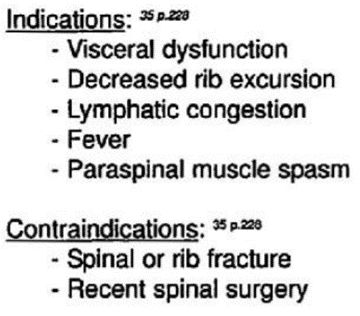 Indications: 35 p.228
- Visceral dysfunction
- Decreased rib excursion
- Lymphatic congestion
- Fever
- Paraspinal muscle spasm
Contraindications: 35 p.228
- Spinal or rib fracture
- Recent spinal surgery